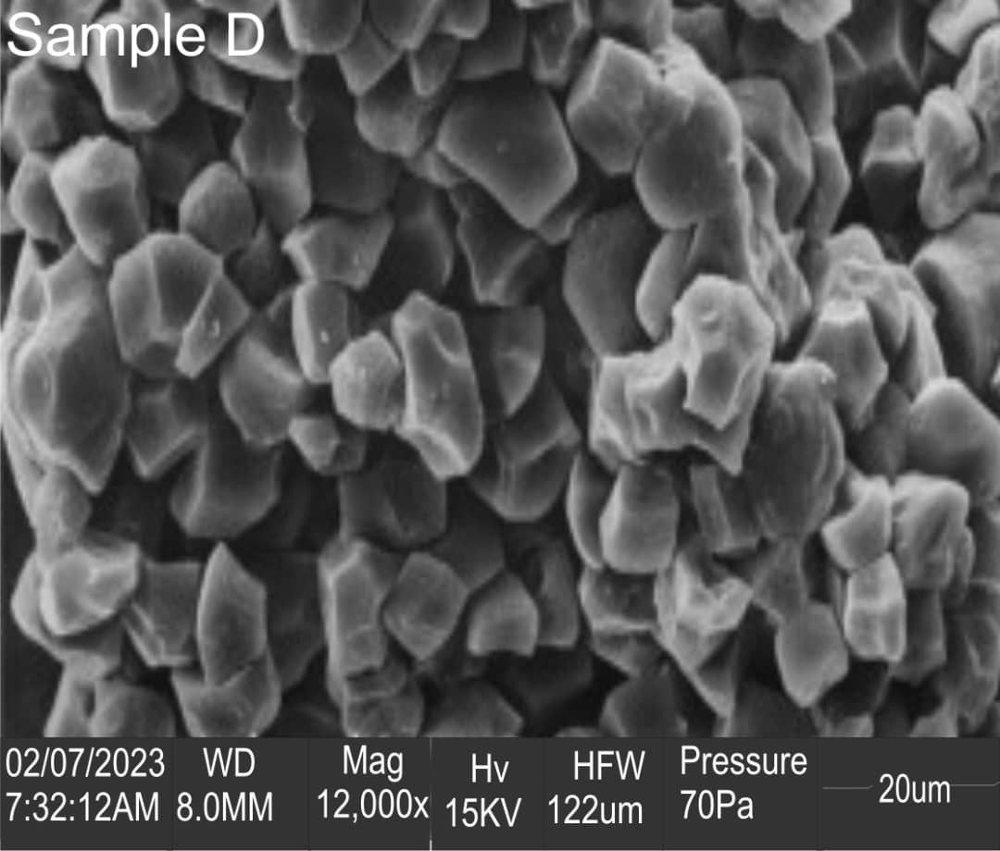 Sample D
02/07/2023 WD Mag Hv HFW Pressure
7:32:12AM 8.0MM 12,000x 15KV 122um 70Pa 20um